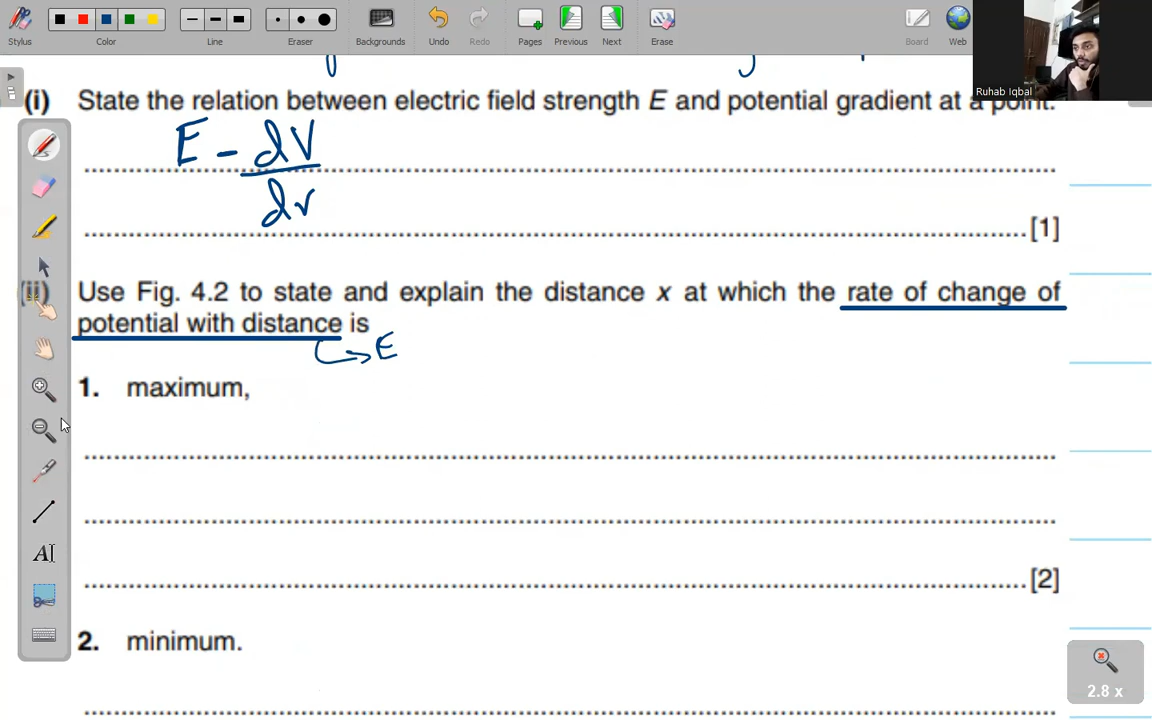 Stylus Color Line Eraser Backgrounds Undo Redo Pages Previous Next Erase Board Web
Ruhab Iqbal
(i) State the relation between electric field strength E and potential gradient at a point.
E - dV
dr
[1]
(ii) Use Fig. 4.2 to state and explain the distance x at which the rate of change of
potential with distance is
↪ E
1. maximum,
[2]
2. minimum.
2.8 x